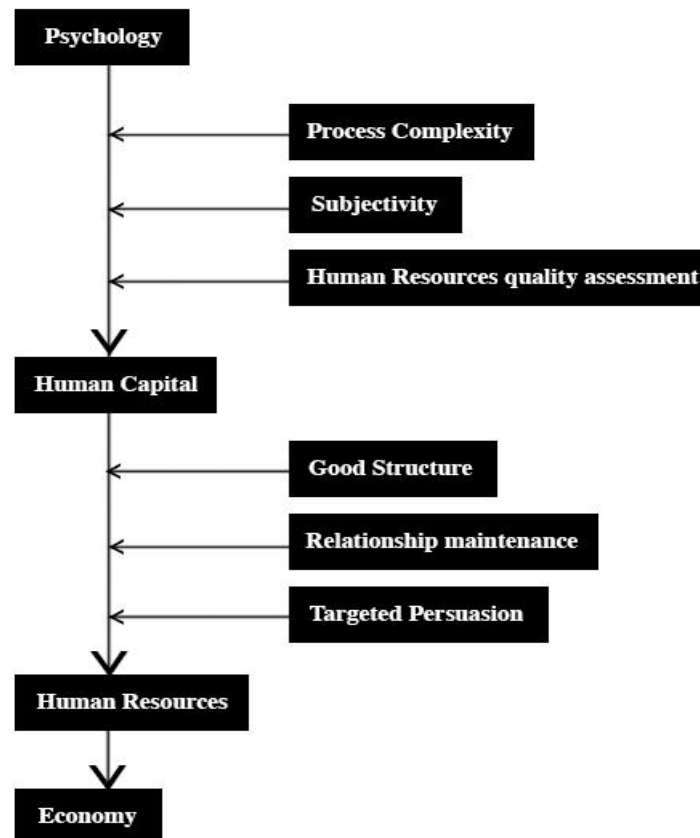 Psychology
Process Complexity
Subjectivity
Human Resources quality assessment
Human Capital
Good Structure
Relationship maintenance
Targeted Persuasion
Human Resources
Economy